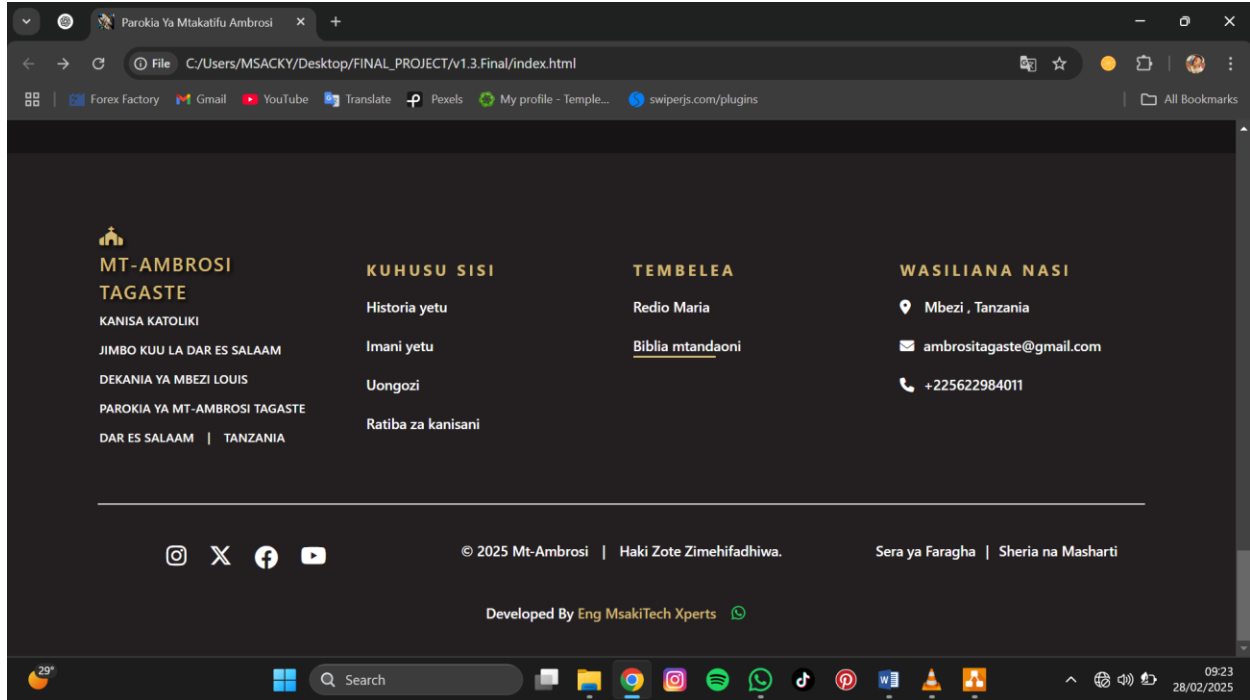 Parokia Ya Mtakatifu Ambrosi
File C:/Users/MSACKY/Desktop/FINAL_PROJECT/v1.3.Final/index.html
Forex Factory Gmail YouTube Translate Pexels My profile - Temple... swiperjs.com/plugins All Bookmarks
MT-AMBROSI
TAGASTE
KANISA KATOLIKI
JIMBO KUU LA DAR ES SALAAM
DEKANIA YA MBEZI LOUIS
PAROKIA YA MT-AMBROSI TAGASTE
DAR ES SALAAM | TANZANIA
KUHUSU SISI
Historia yetu
Imani yetu
Uongozi
Ratiba za kanisani
TEMBELEA
Redio Maria
Biblia mtandaoni
WASILIANA NASI
Mbezi , Tanzania
ambrositagaste@gmail.com
+225622984011
© 2025 Mt-Ambrosi | Haki Zote Zimehifadhiwa.
Sera ya Faragha | Sheria na Masharti
Developed By Eng MsakiTech Xperts
29°
Search
09:23
28/02/2025